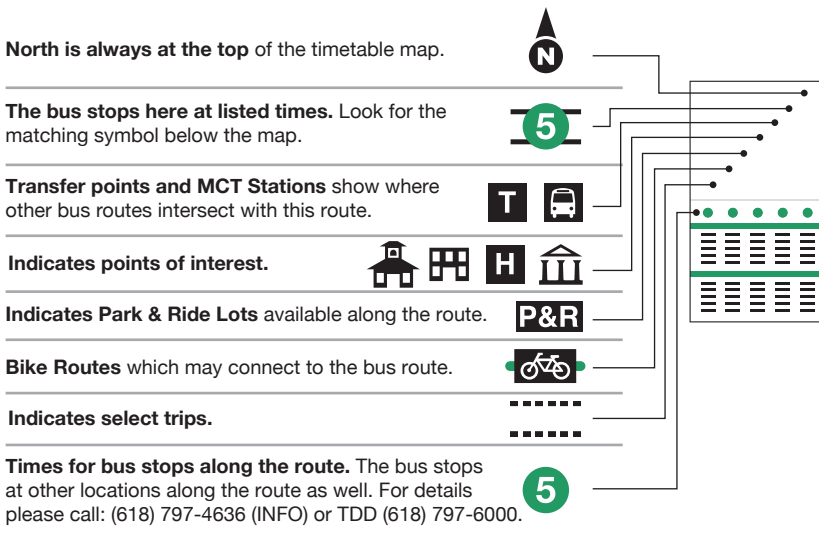 North is always at the top of the timetable map.
N
The bus stops here at listed times. Look for the
matching symbol below the map.
5
Transfer points and MCT Stations show where
other bus routes intersect with this route.
T
Indicates points of interest.
H
Indicates Park & Ride Lots available along the route.
P&R
Bike Routes which may connect to the bus route.
Indicates select trips.
Times for bus stops along the route. The bus stops
at other locations along the route as well. For details
please call: (618) 797-4636 (INFO) or TDD (618) 797-6000.
5